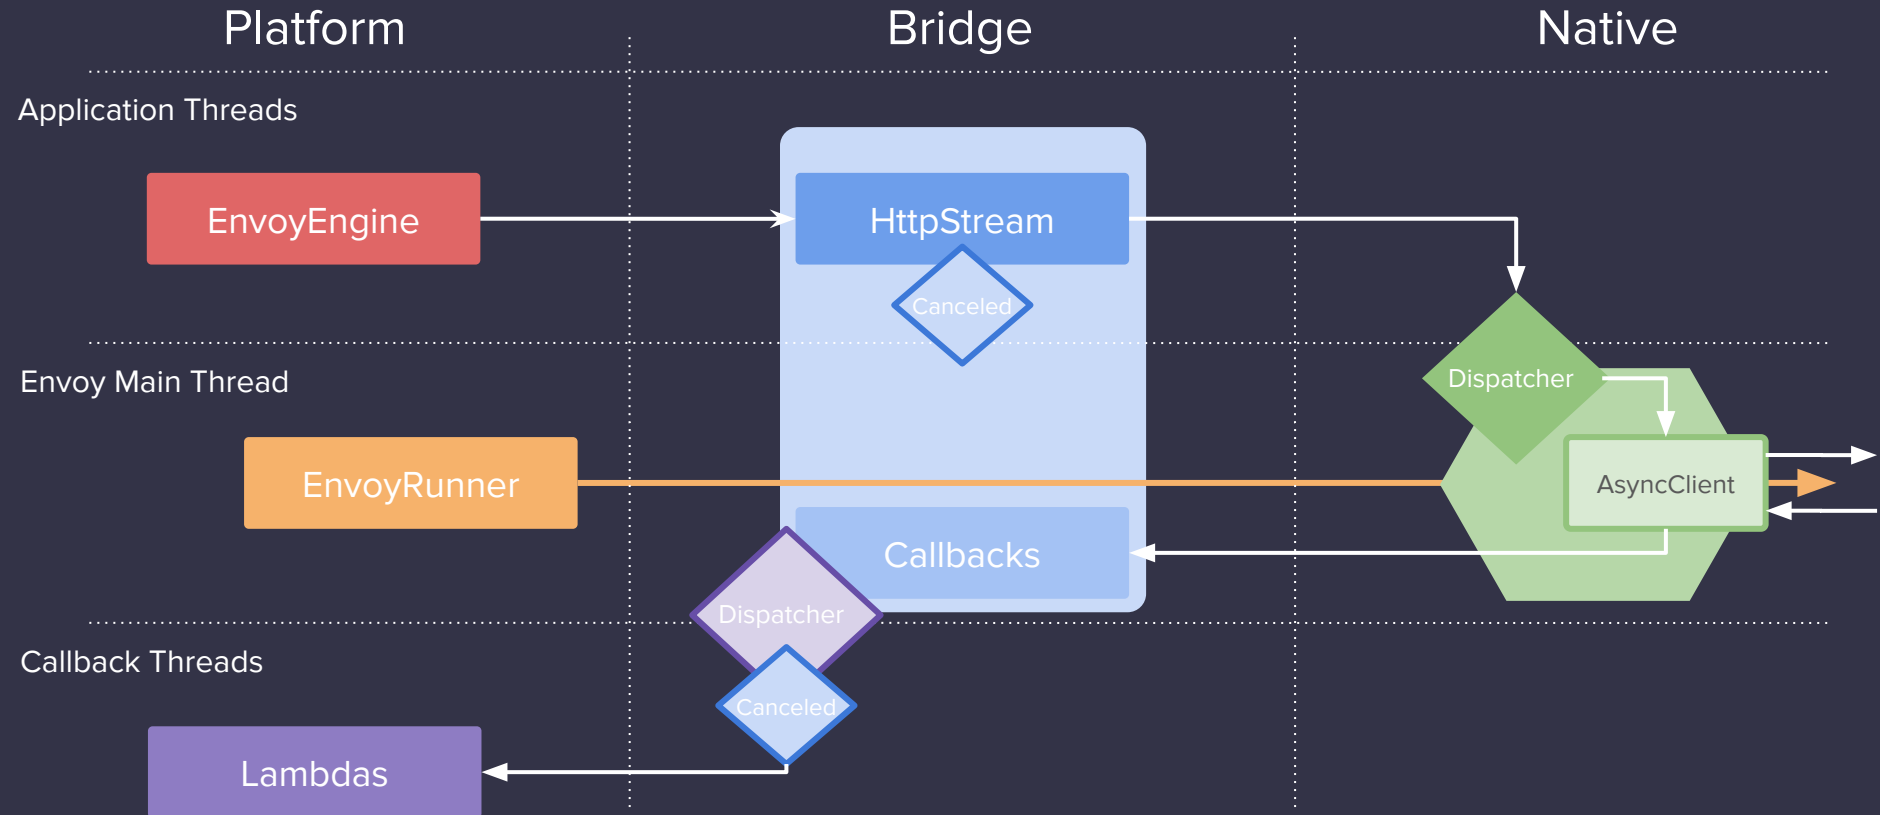 Platform
Bridge
Native
Application Threads
EnvoyEngine
HttpStream
Canceled
Envoy Main Thread
Dispatcher
EnvoyRunner
AsyncClient
Callbacks
Dispatcher
Callback Threads
Canceled
Lambdas